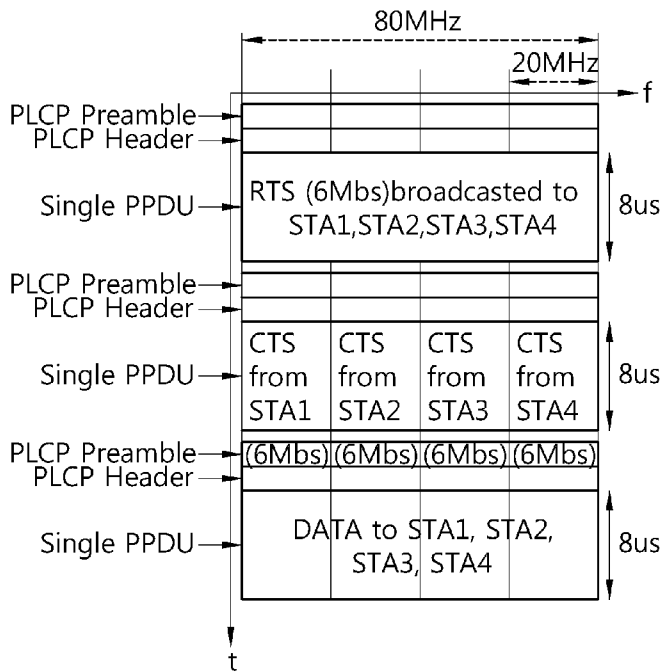 80MHz
20MHz
f
PLCP Preamble
PLCP Header
Single PPDU
RTS (6Mbs)broadcasted to
STA1,STA2,STA3,STA4
8us
PLCP Preamble
PLCP Header
Single PPDU
CTS
from
STA1
CTS
from
STA2
CTS
from
STA3
CTS
from
STA4
8us
PLCP Preamble
(6Mbs)
(6Mbs)
(6Mbs)
(6Mbs)
PLCP Header
Single PPDU
DATA to STA1, STA2,
STA3, STA4
8us
t